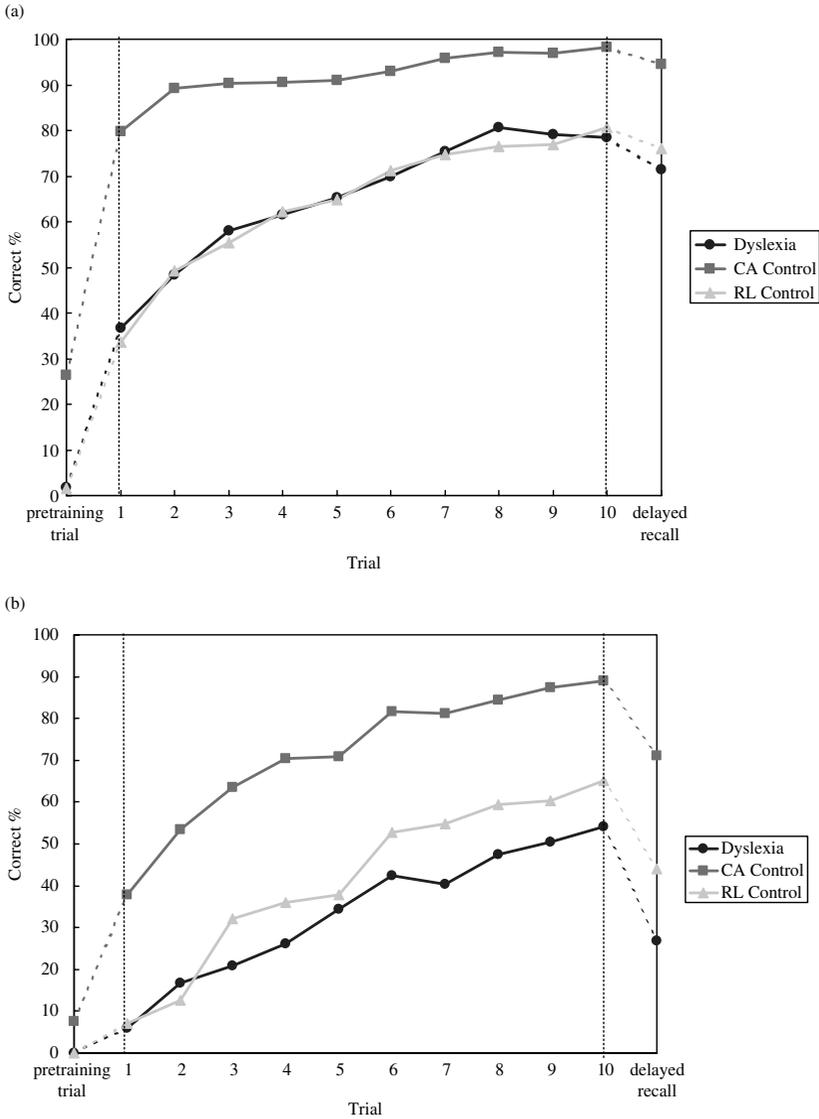 (a)
100
90
80
70
60
50
40
30
20
10
0
Correct %
pretraining trial 1 2 3 4 5 6 7 8 9 10 delayed recall
Trial
Dyslexia
CA Control
RL Control
(b)
100
90
80
70
60
50
40
30
20
10
0
Correct %
pretraining trial 1 2 3 4 5 6 7 8 9 10 delayed recall
Trial
Dyslexia
CA Control
RL Control